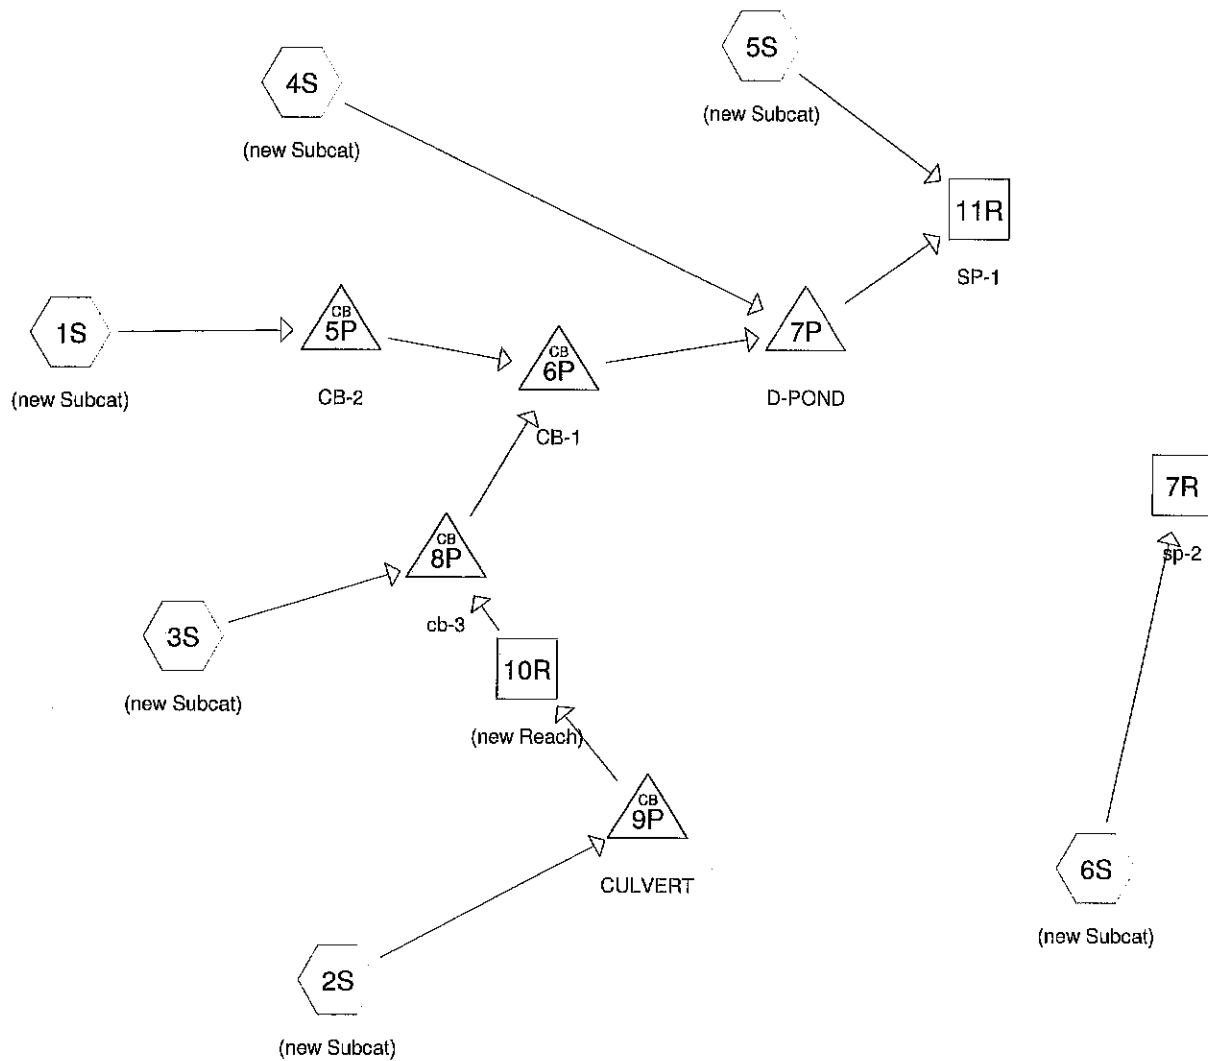 5S
(new Subcat)
4S
(new Subcat)
11R
SP-1
1S
(new Subcat)
CB
5P
CB-2
CB
6P
CB-1
7P
D-POND
7R
sp-2
CB
8P
cb-3
3S
(new Subcat)
10R
(new Reach)
CB
9P
CULVERT
6S
(new Subcat)
2S
(new Subcat)